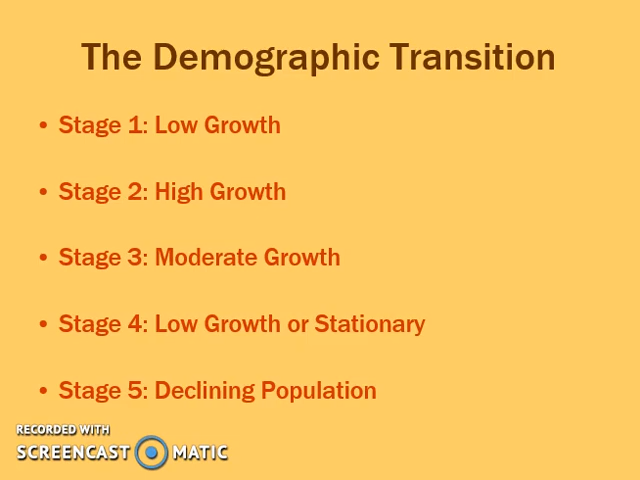 The Demographic Transition
• Stage 1: Low Growth
• Stage 2: High Growth
• Stage 3: Moderate Growth
• Stage 4: Low Growth or Stationary
• Stage 5: Declining Population
RECORDED WITH
SCREENCAST MATIC